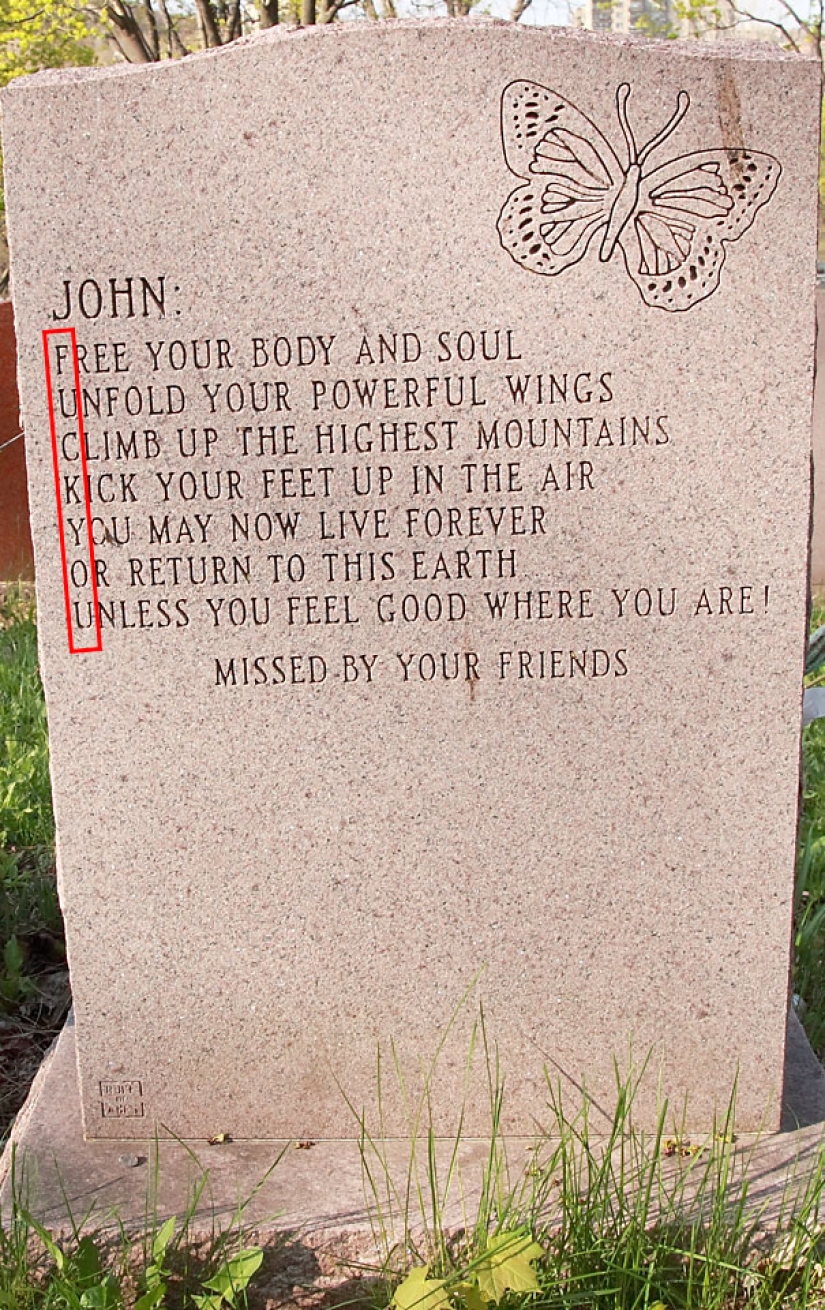 JOHN:
FREE YOUR BODY AND SOUL
UNFOLD YOUR POWERFUL WINGS
CLIMB UP THE HIGHEST MOUNTAINS
KICK YOUR FEET UP IN THE AIR
YOU MAY NOW LIVE FOREVER
OR RETURN TO THIS EARTH
UNLESS YOU FEEL GOOD WHERE YOU ARE!
MISSED BY YOUR FRIENDS